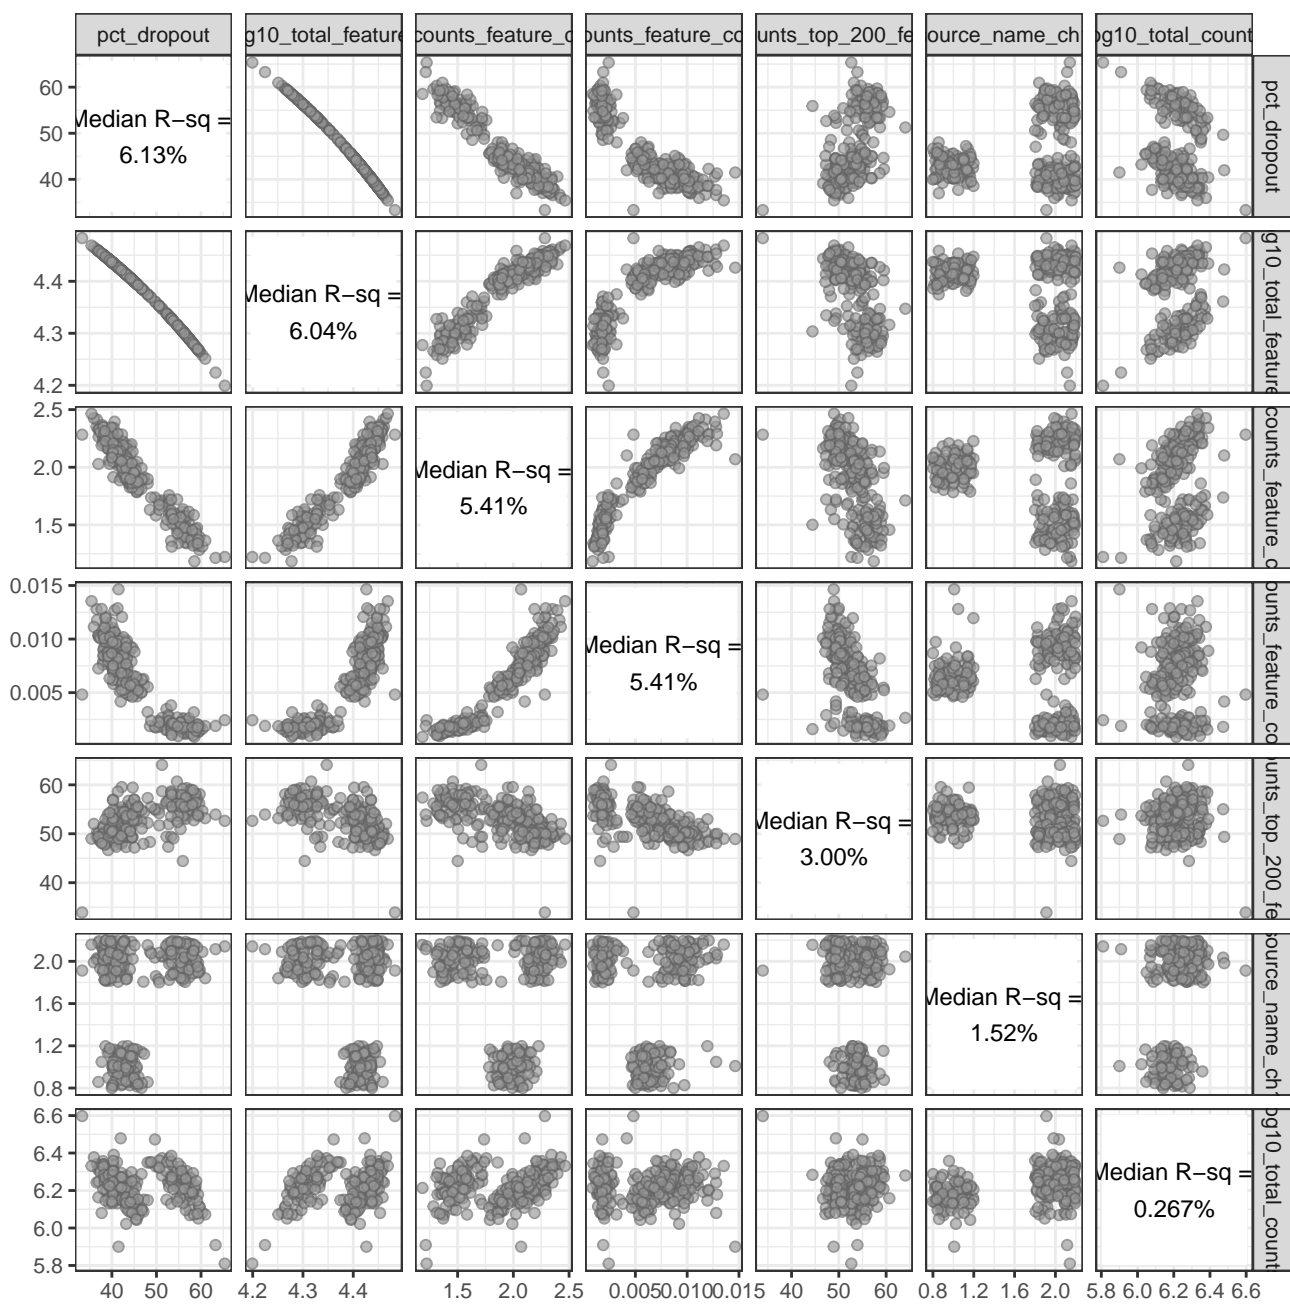 pct_dropout g10_total_feature counts_feature_c ounts_feature_co unts_top_200_fe ource_name_ch og10_total_count
60
50
40
Median R−sq =
6.13%
pct_dropout
4.4
4.3
4.2
Median R−sq =
6.04%
g10_total_feature
2.5
2.0
1.5
Median R−sq =
5.41%
counts_feature_c
0.015
0.010
0.005
Median R−sq =
5.41%
ounts_feature_co
60
50
40
Median R−sq =
3.00%
unts_top_200_fe
2.0
1.6
1.2
0.8
Median R−sq =
1.52%
source_name_ch
6.6
6.4
6.2
6.0
5.8
Median R−sq =
0.267%
og10_total_count
40 50 60 4.2 4.3 4.4 1.5 2.0 2.5 0.0050.0100.015 40 50 60 0.8 1.2 1.6 2.0 5.8 6.0 6.2 6.4 6.6